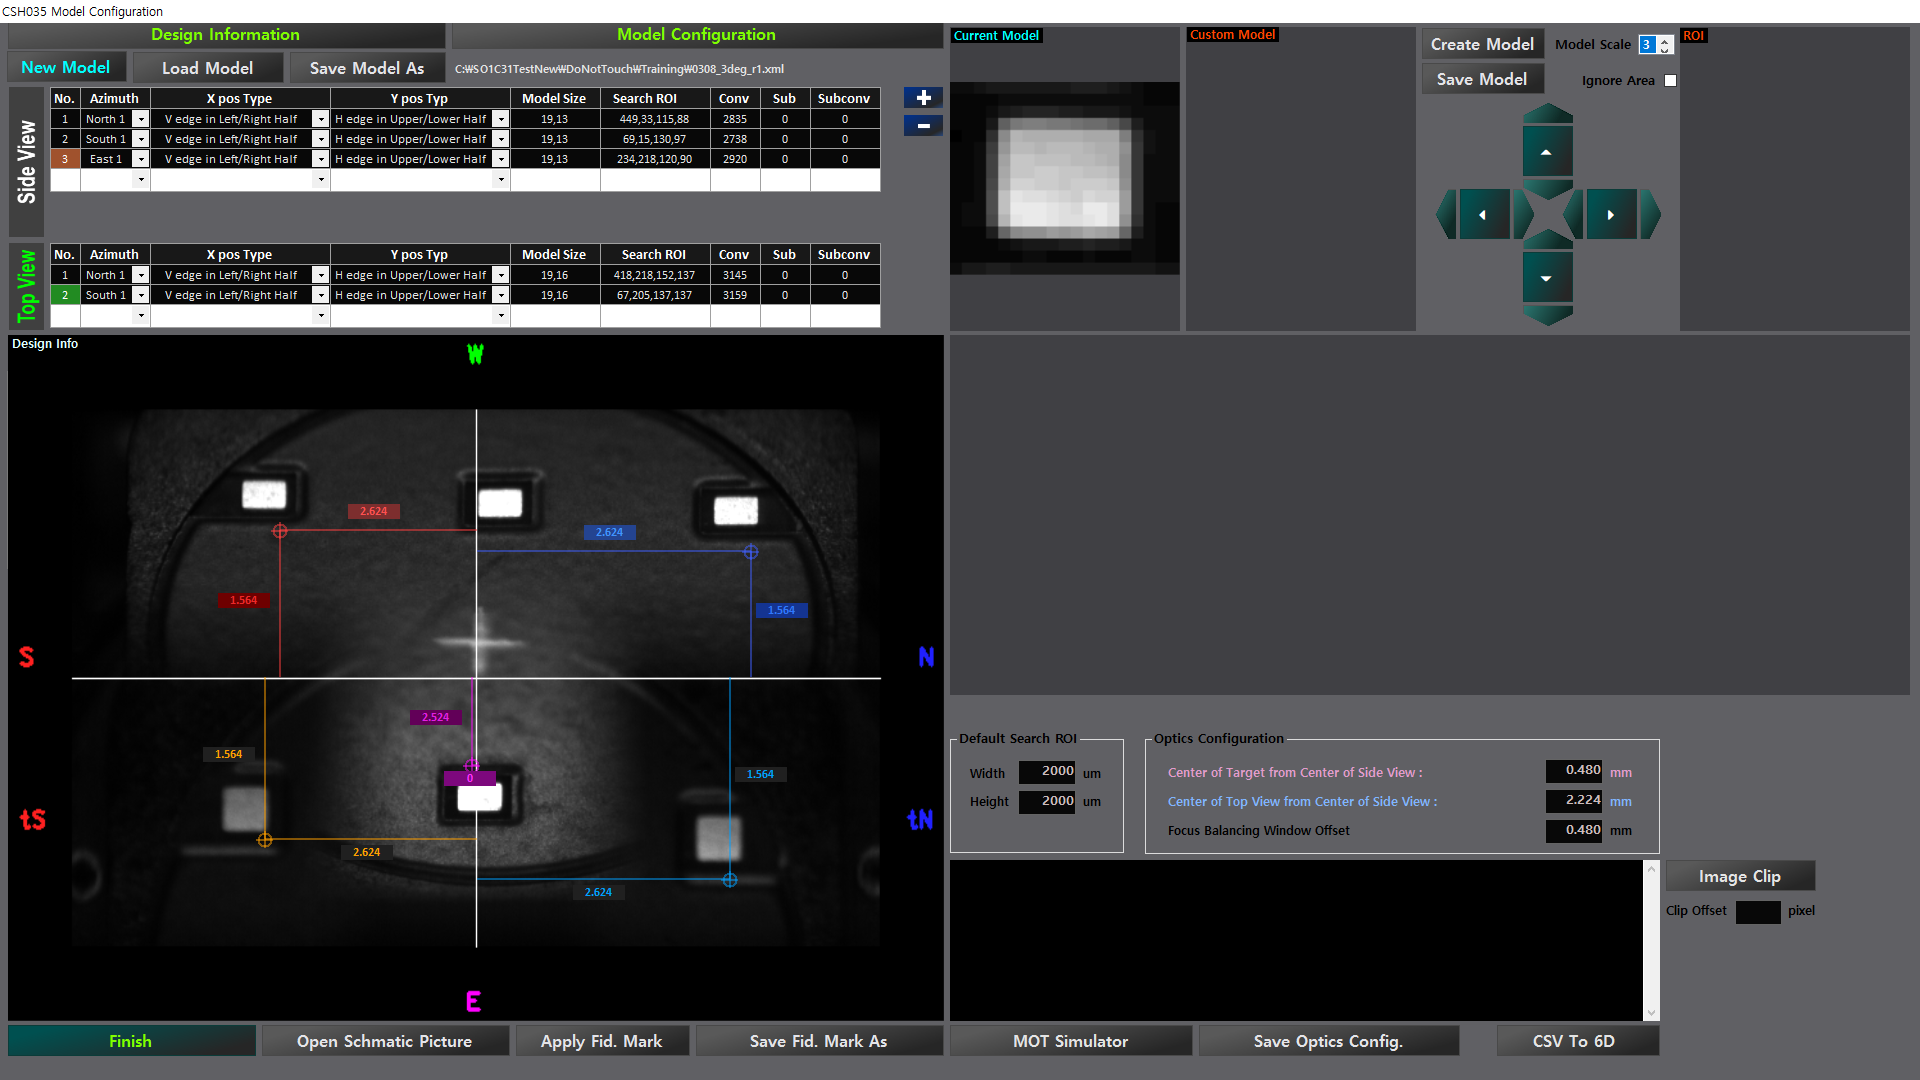 CSH035 Model Configuration
Design Information
Model Configuration
New Model
Load Model
Save Model As
C:₩SO1C31TestNew₩DoNotTouch₩Training₩0308_3deg_r1.xml
Side View
No. Azimuth X pos Type Y pos Typ Model Size Search ROI Conv Sub Subconv
1 North 1 V edge in Left/Right Half H edge in Upper/Lower Half 19,13 449,33,115,88 2835 0 0
2 South 1 V edge in Left/Right Half H edge in Upper/Lower Half 19,13 69,15,130,97 2738 0 0
3 East 1 V edge in Left/Right Half H edge in Upper/Lower Half 19,13 234,218,120,90 2920 0 0
Top View
No. Azimuth X pos Type Y pos Typ Model Size Search ROI Conv Sub Subconv
1 North 1 V edge in Left/Right Half H edge in Upper/Lower Half 19,16 418,218,152,137 3145 0 0
2 South 1 V edge in Left/Right Half H edge in Upper/Lower Half 19,16 67,205,137,137 3159 0 0
+
-
Current Model
Custom Model
Create Model
Model Scale 3
Save Model
Ignore Area
ROI
Design Info
W
2.624
2.624
1.564
1.564
S
N
2.524
1.564
0
1.564
tS
tN
2.624
2.624
E
Default Search ROI
Width 2000 um
Height 2000 um
Optics Configuration
Center of Target from Center of Side View : 0.480 mm
Center of Top View from Center of Side View : 2.224 mm
Focus Balancing Window Offset 0.480 mm
Image Clip
Clip Offset pixel
Finish
Open Schmatic Picture
Apply Fid. Mark
Save Fid. Mark As
MOT Simulator
Save Optics Config.
CSV To 6D